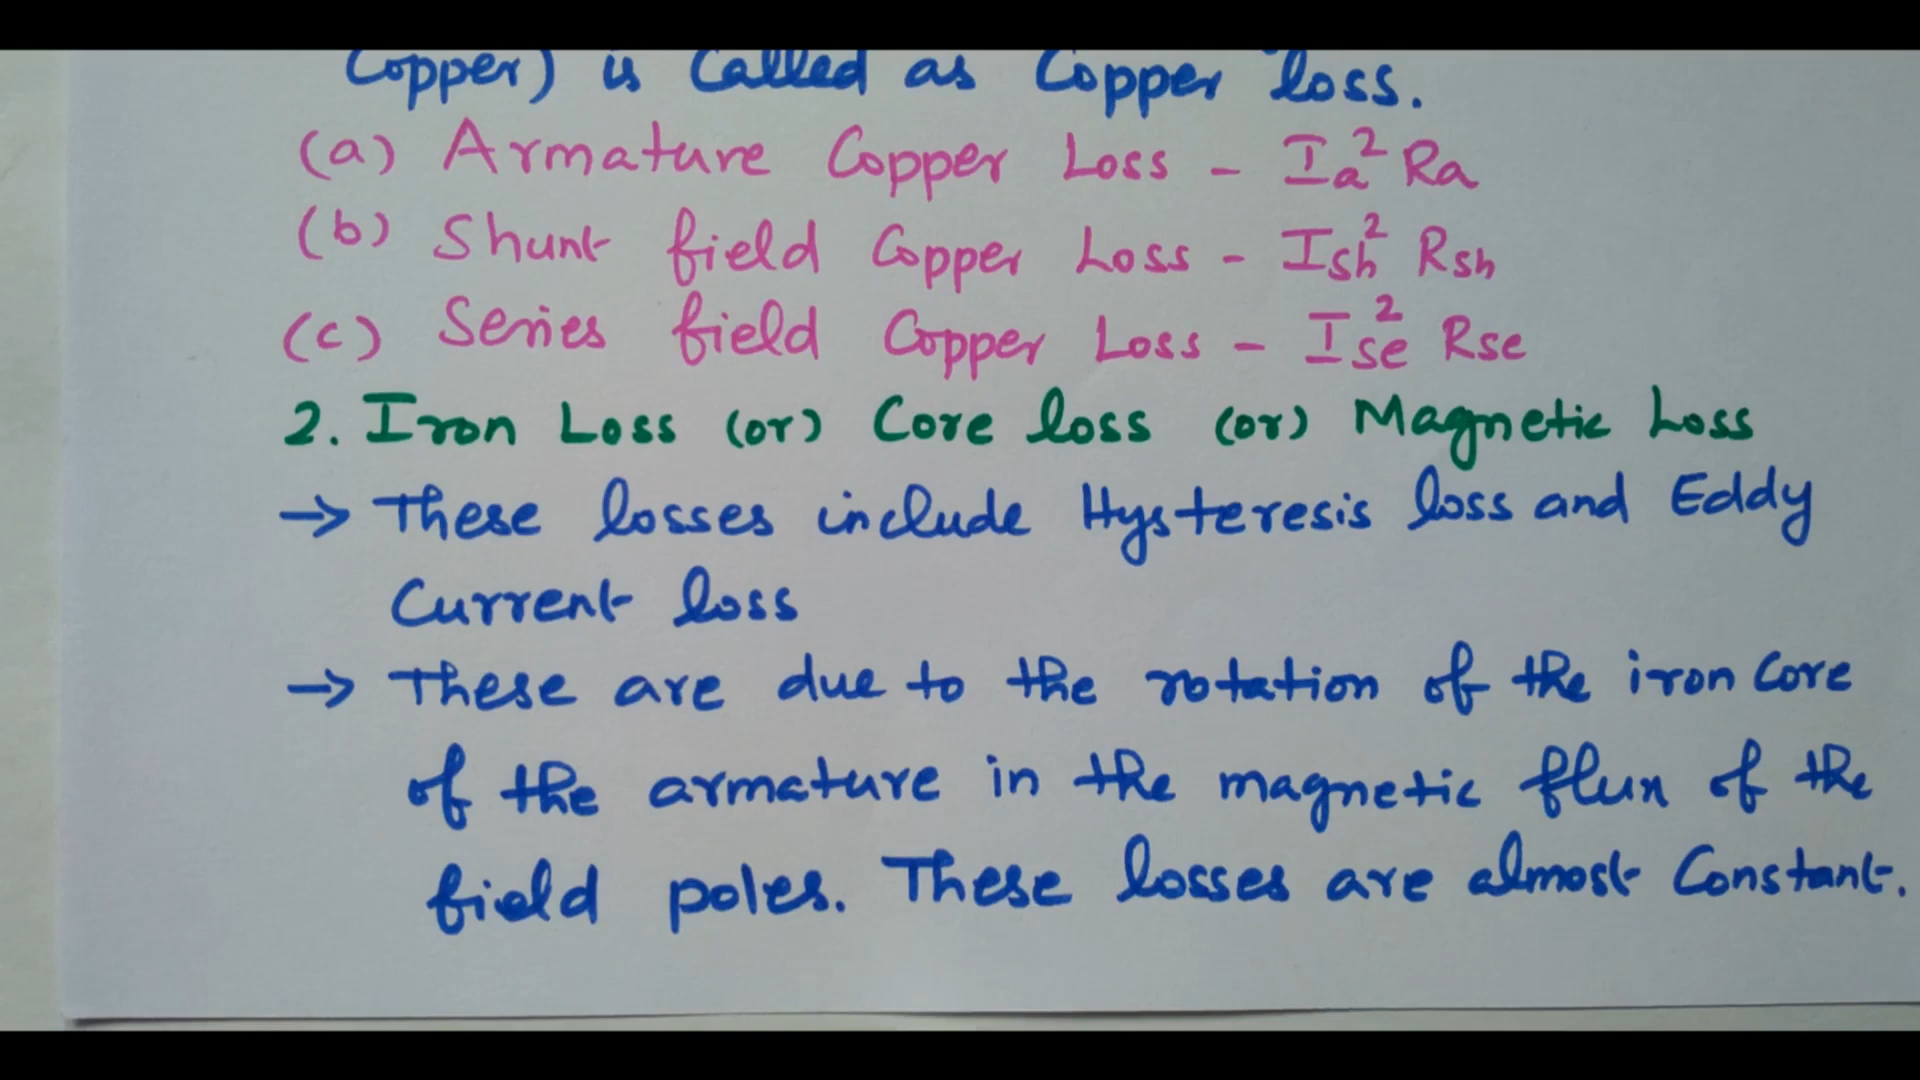 Copper) is Called as Copper loss.
(a) Armature Copper Loss - Ia² Ra
(b) Shunt field Copper Loss - Ish² Rsh
(c) Series field Copper Loss - Ise² Rse
2. Iron Loss (or) Core loss (or) Magnetic Loss
→ These losses include Hysteresis loss and Eddy
Current loss
→ These are due to the rotation of the iron Core
of the armature in the magnetic flux of the
field poles. These losses are almost Constant.